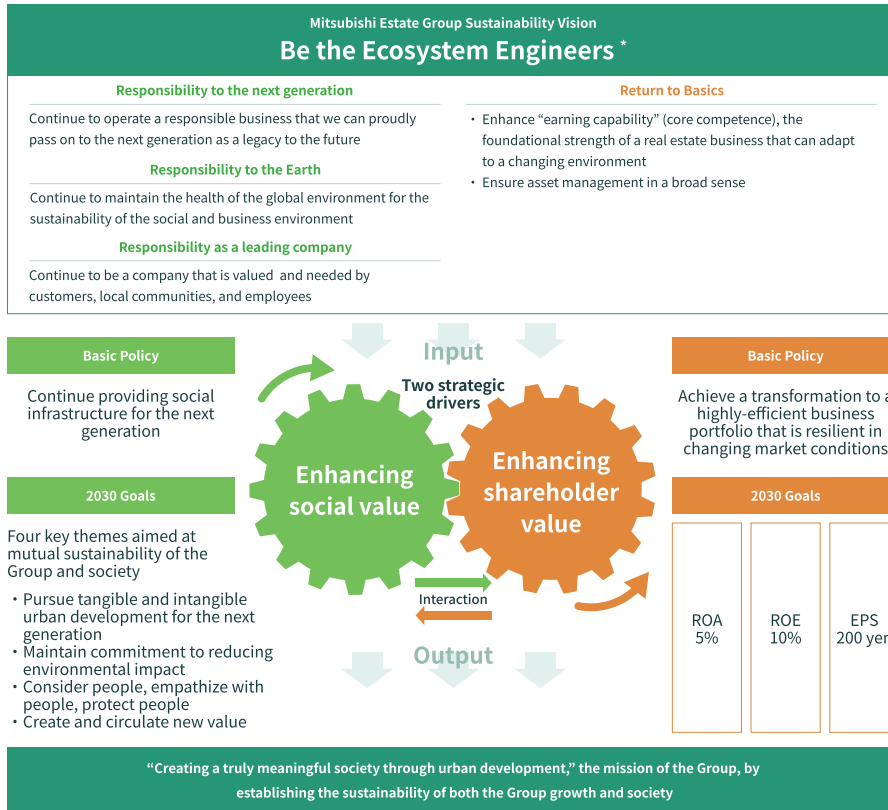 Mitsubishi Estate Group Sustainability Vision
Be the Ecosystem Engineers *
Responsibility to the next generation
Continue to operate a responsible business that we can proudly
pass on to the next generation as a legacy to the future
Responsibility to the Earth
Continue to maintain the health of the global environment for the
sustainability of the social and business environment
Responsibility as a leading company
Continue to be a company that is valued and needed by
customers, local communities, and employees
Return to Basics
・ Enhance “earning capability” (core competence), the
foundational strength of a real estate business that can adapt
to a changing environment
・ Ensure asset management in a broad sense
Basic Policy
Continue providing social
infrastructure for the next
generation
2030 Goals
Four key themes aimed at
mutual sustainability of the
Group and society
・ Pursue tangible and intangible
urban development for the next
generation
・ Maintain commitment to reducing
environmental impact
・ Consider people, empathize with
people, protect people
・ Create and circulate new value
Input
Two strategic
drivers
Enhancing
social value
Enhancing
shareholder
value
Interaction
Output
Basic Policy
Achieve a transformation to a
highly-efficient business
portfolio that is resilient in
changing market conditions
2030 Goals
ROA
5%
ROE
10%
EPS
200 yen
“Creating a truly meaningful society through urban development,” the mission of the Group, by
establishing the sustainability of both the Group growth and society